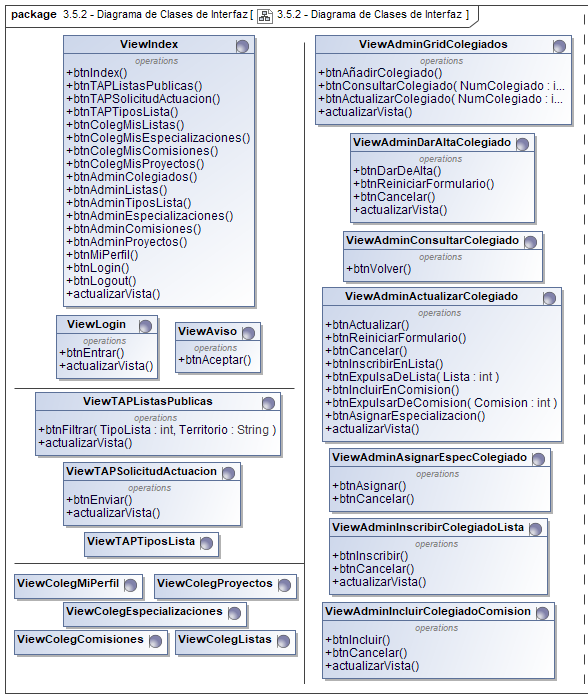 package 3.5.2 - Diagrama de Clases de Interfaz [ 3.5.2 - Diagrama de Clases de Interfaz ]
ViewIndex
operations
+btnIndex()
+btnTAPListasPublicas()
+btnTAPSolicitudActuacion()
+btnTAPTiposLista()
+btnColegMisListas()
+btnColegMisEspecializaciones()
+btnColegMisComisiones()
+btnColegMisProyectos()
+btnAdminColegiados()
+btnAdminListas()
+btnAdminTiposLista()
+btnAdminEspecializaciones()
+btnAdminComisiones()
+btnAdminProyectos()
+btnMiPerfil()
+btnLogin()
+btnLogout()
+actualizarVista()
ViewLogin
operations
+btnEntrar()
+actualizarVista()
ViewAviso
operations
+btnAceptar()
ViewTAPListasPublicas
operations
+btnFiltrar( TipoLista : int, Territorio : String )
+actualizarVista()
ViewTAPSolicitudActuacion
operations
+btnEnviar()
+actualizarVista()
ViewTAPTiposLista
ViewColegMiPerfil
ViewColegProyectos
ViewColegEspecializaciones
ViewColegComisiones
ViewColegListas
ViewAdminGridColegiados
operations
+btnAñadirColegiado()
+btnConsultarColegiado( NumColegiado : i...
+btnActualizarColegiado( NumColegiado : i...
+actualizarVista()
ViewAdminDarAltaColegiado
operations
+btnDarDeAlta()
+btnReiniciarFormulario()
+btnCancelar()
+actualizarVista()
ViewAdminConsultarColegiado
operations
+btnVolver()
ViewAdminActualizarColegiado
operations
+btnActualizar()
+btnReiniciarFormulario()
+btnCancelar()
+btnInscribirEnLista()
+btnExpulsaDeLista( Lista : int )
+btnIncluirEnComision()
+btnExpulsarDeComision( Comision : int )
+btnAsignarEspecializacion()
+actualizarVista()
ViewAdminAsignarEspecColegiado
operations
+btnAsignar()
+btnCancelar()
ViewAdminInscribirColegiadoLista
operations
+btnInscribir()
+btnCancelar()
+actualizarVista()
ViewAdminIncluirColegiadoComision
operations
+btnIncluir()
+btnCancelar()
+actualizarVista()